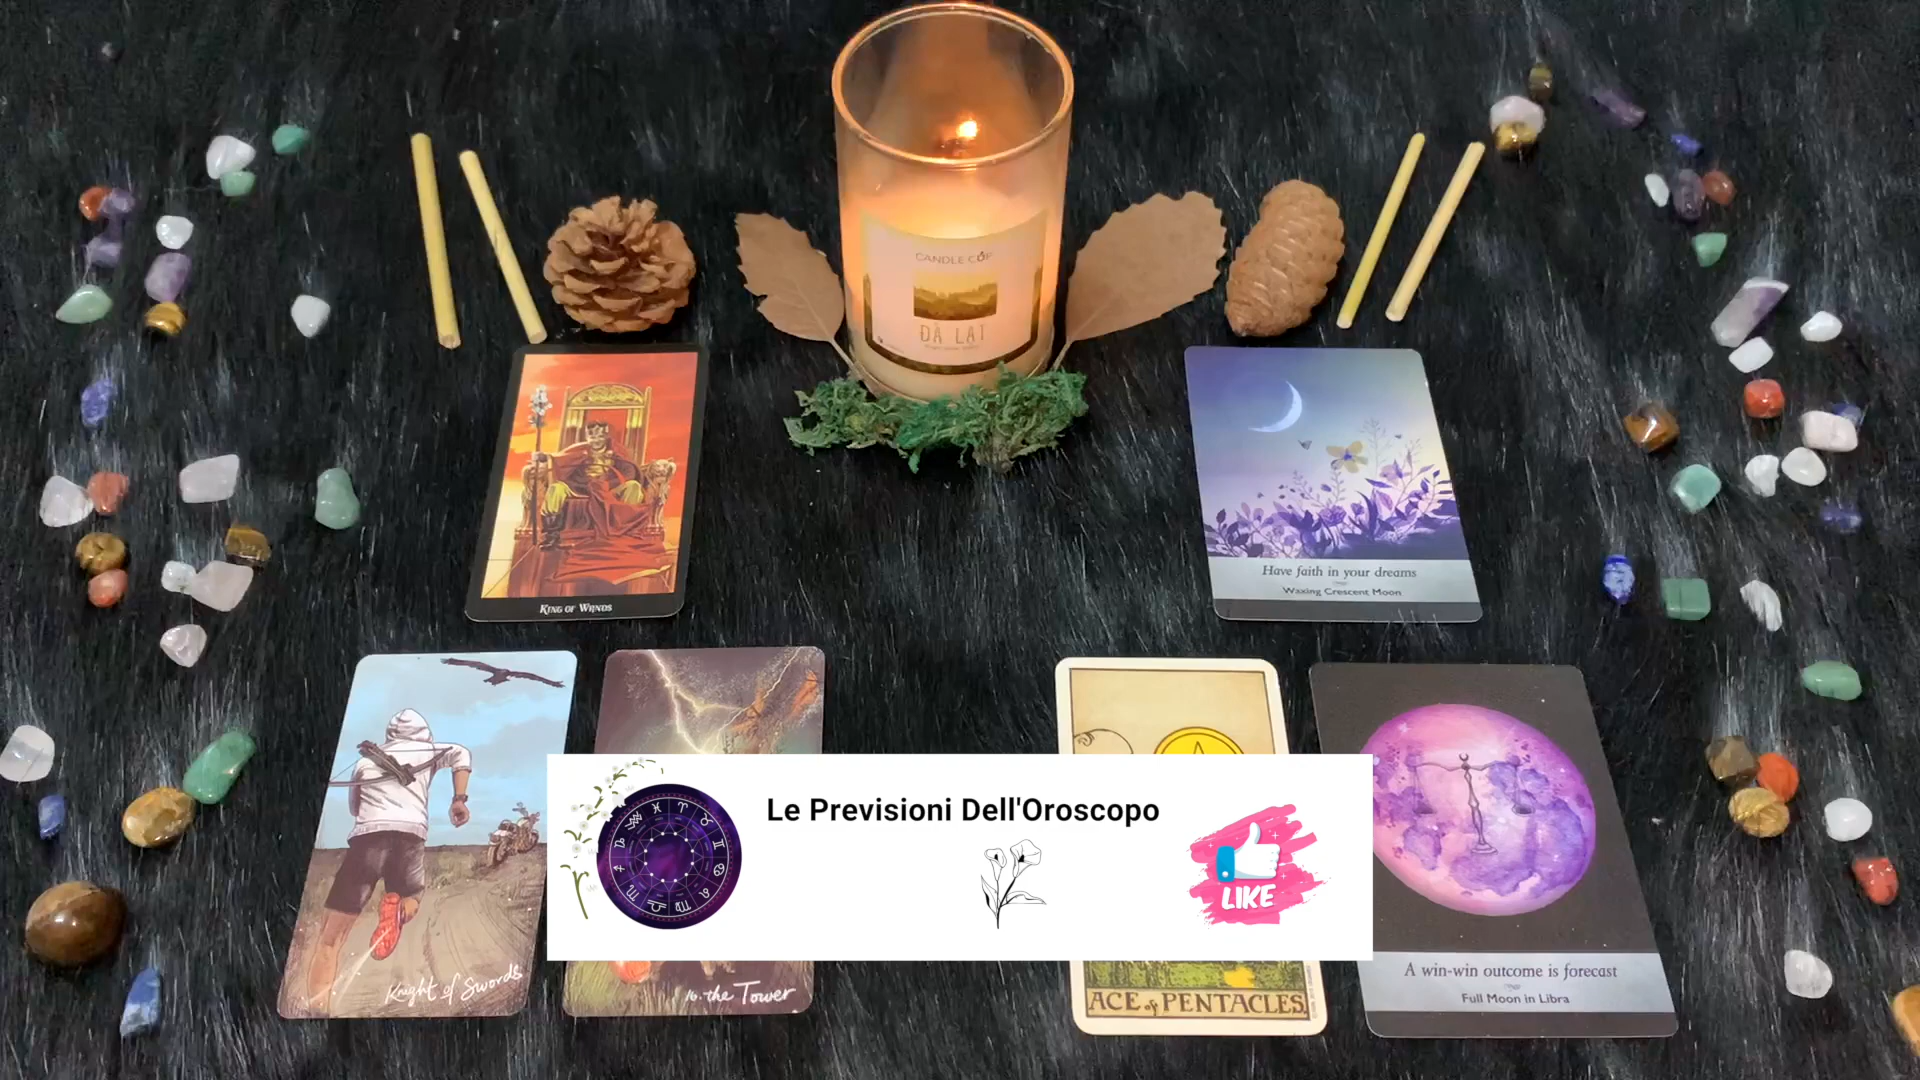 CANDLE CUP
ĐÀ LẠT
KING OF WANDS
Have faith in your dreams
Waxing Crescent Moon
Le Previsioni Dell'Oroscopo
LIKE
Knight of Swords
16. the Tower
ACE of PENTACLES.
A win-win outcome is forecast
Full Moon in Libra